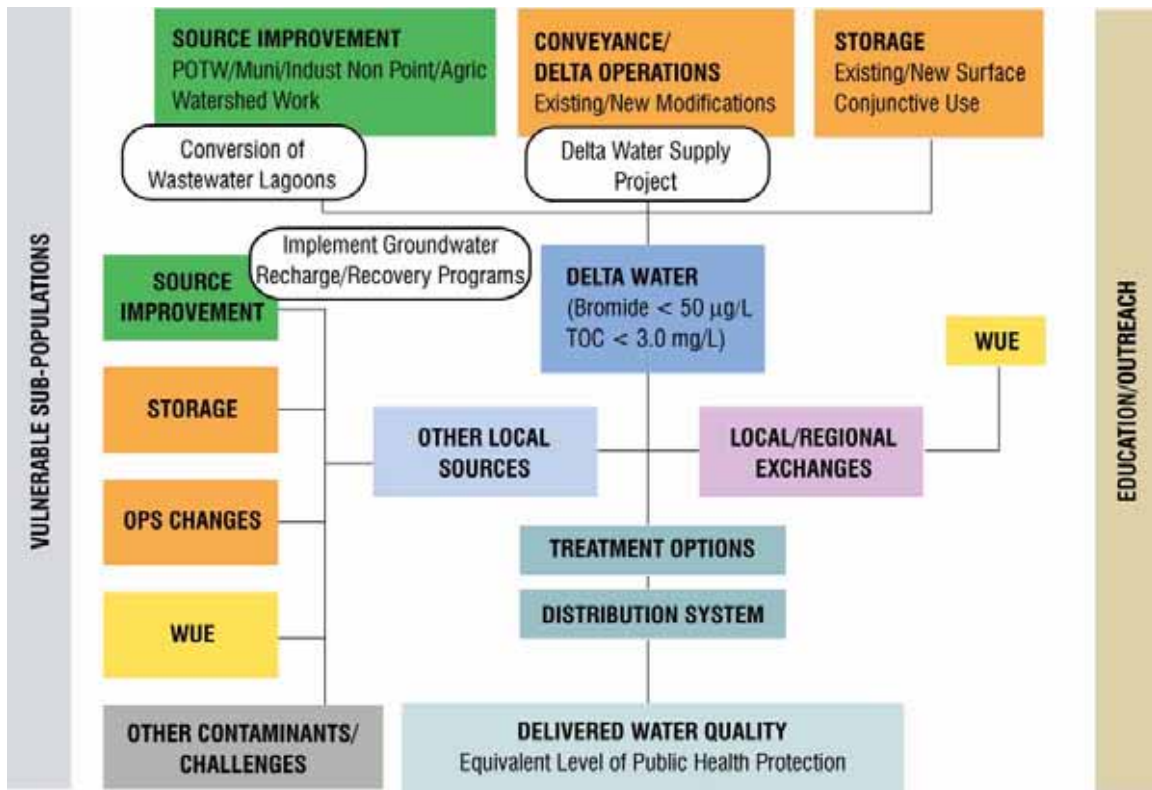 SOURCE IMPROVEMENT
POTW/Muni/Indust Non Point/Agric
Watershed Work
CONVEYANCE/
DELTA OPERATIONS
Existing/New Modifications
STORAGE
Existing/New Surface
Conjunctive Use
Conversion of
Wastewater Lagoons
Delta Water Supply
Project
VULNERABLE SUB-POPULATIONS
Implement Groundwater
Recharge/Recovery Programs
SOURCE
IMPROVEMENT
DELTA WATER
(Bromide < 50 µg/L
TOC < 3.0 mg/L)
WUE
EDUCATION/OUTREACH
STORAGE
OTHER LOCAL
SOURCES
LOCAL/REGIONAL
EXCHANGES
OPS CHANGES
TREATMENT OPTIONS
DISTRIBUTION SYSTEM
WUE
OTHER CONTAMINANTS/
CHALLENGES
DELIVERED WATER QUALITY
Equivalent Level of Public Health Protection